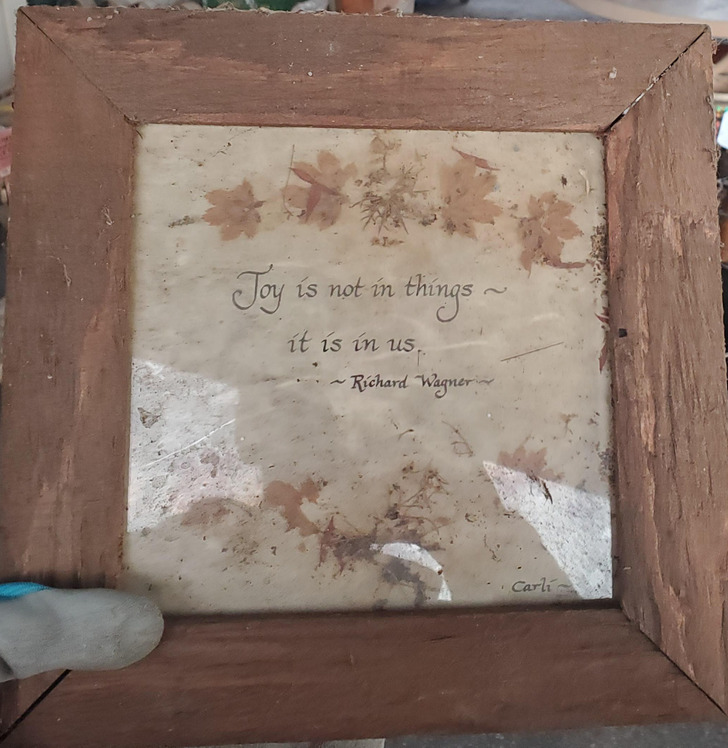 Joy is not in things ~
it is in us.
~ Richard Wagner ~
Carli ~